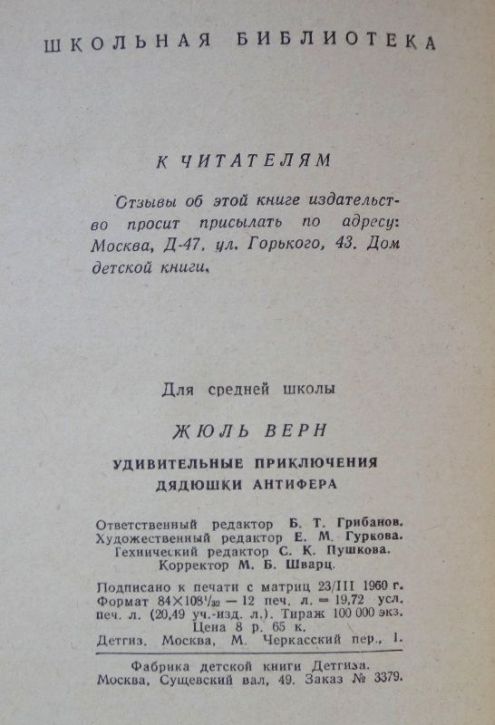 ШКОЛЬНАЯ БИБЛИОТЕКА
К ЧИТАТЕЛЯМ
Отзывы об этой книге издательст-
во просит присылать по адресу:
Москва, Д-47, ул. Горького, 43. Дом
детской книги.
Для средней школы
ЖЮЛЬ ВЕРН
УДИВИТЕЛЬНЫЕ ПРИКЛЮЧЕНИЯ
ДЯДЮШКИ АНТИФЕРА
Ответственный редактор Б. Т. Грибанов.
Художественный редактор Е. М. Гуркова.
Технический редактор С. К. Пушкова.
Корректор М. Б. Шварц.
Подписано к печати с матриц 23/III 1960 г.
Формат 84×108¹/₃₀ — 12 печ. л. = 19,72 усл.
печ. л. (20,49 уч.-изд. л.). Тираж 100 000 экз.
Цена 8 р. 65 к.
Детгиз. Москва, М. Черкасский пер., 1.
Фабрика детской книги Детгиза.
Москва, Сущевский вал, 49. Заказ № 3379.